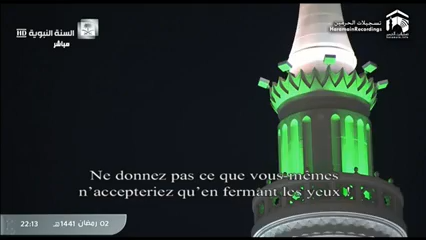 السنة النبوية
HD
مباشر
تسجيلات الحرمين
HaramainRecordings
Ne donnez pas ce que vous-mêmes
n'accepteriez qu'en fermant les yeux !
22:13
02 رمضان 1441هـ